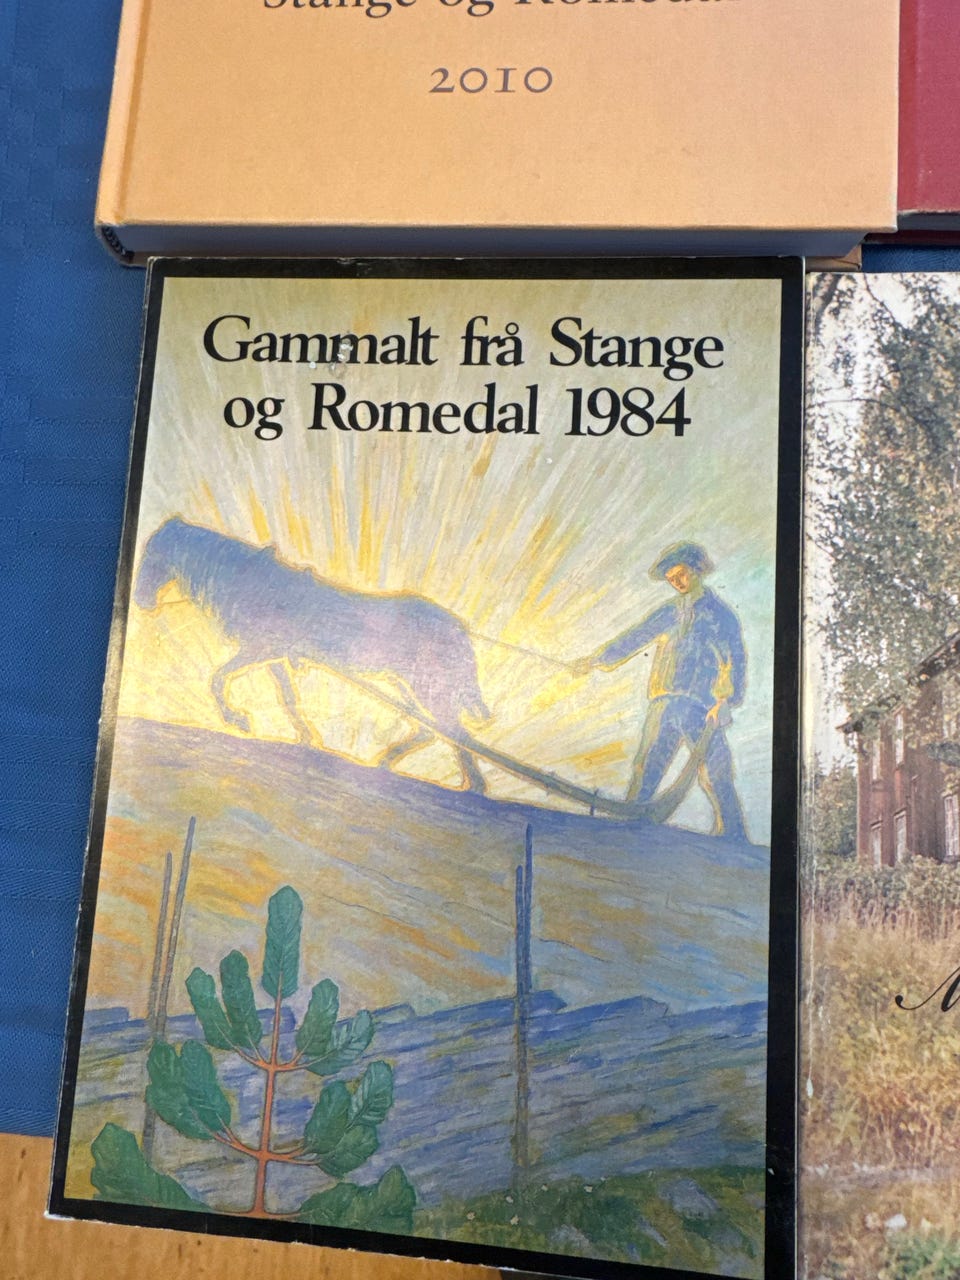 Stange og Romedal
2010
Gammalt frå Stange
og Romedal 1984